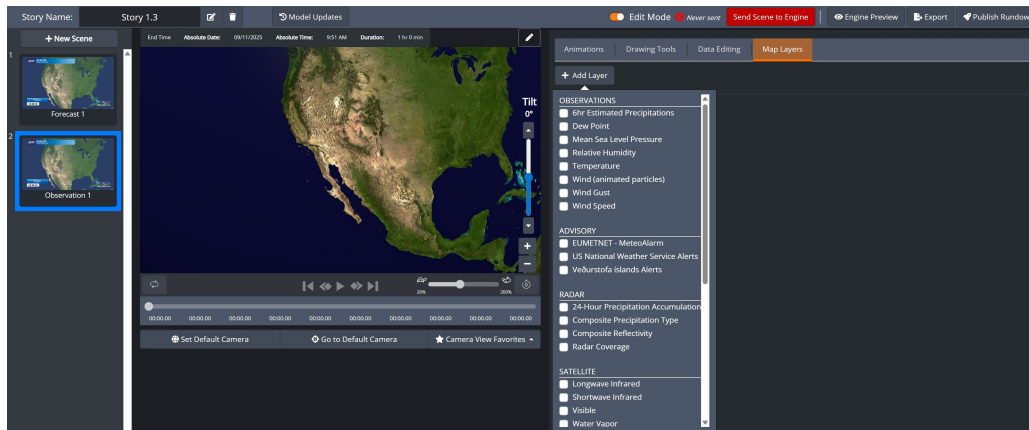 Story Name: Story 1.3 Model Updates Edit Mode Never sent Send Scene to Engine Engine Preview Export Publish Rundow
+ New Scene
End Time Absolute Date: 09/11/2025 Absolute Time: 9:51 AM Duration: 1 hr 0 min
Animations Drawing Tools Data Editing Map Layers
1
Forecast 1
2
Observation 1
Tilt
0°
+
−
20% 200%
00:00.00 00:00.00 00:00.00 00:00.00 00:00.00 00:00.00 00:00.00 00:00.00 00:00.00
Set Default Camera Go to Default Camera Camera View Favorites
+ Add Layer
OBSERVATIONS
6hr Estimated Precipitations
Dew Point
Mean Sea Level Pressure
Relative Humidity
Temperature
Wind (animated particles)
Wind Gust
Wind Speed
ADVISORY
EUMETNET - MeteoAlarm
US National Weather Service Alerts
Veðurstofa íslands Alerts
RADAR
24-Hour Precipitation Accumulation
Composite Precipitation Type
Composite Reflectivity
Radar Coverage
SATELLITE
Longwave Infrared
Shortwave Infrared
Visible
Water Vapor